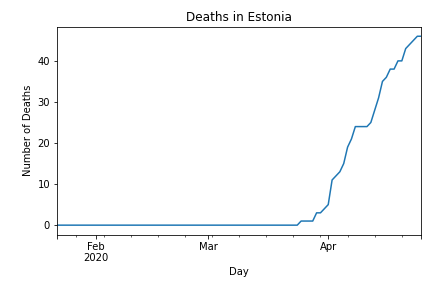 Deaths in Estonia
Number of Deaths
40
30
20
10
0
Feb
2020
Mar
Apr
Day